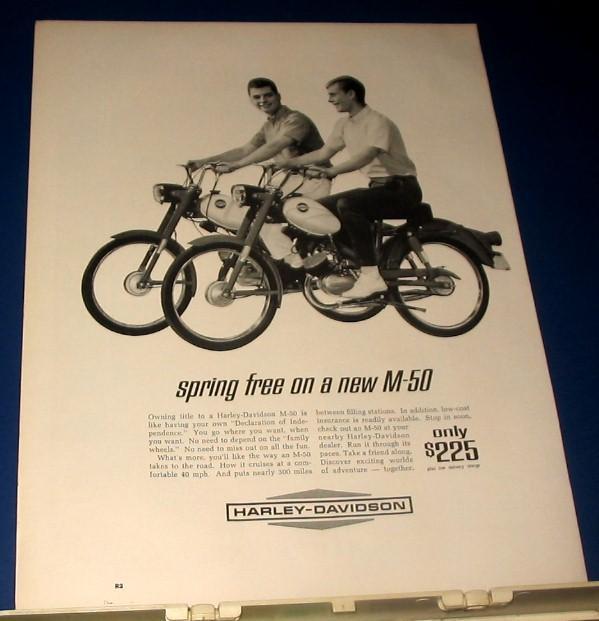 spring free on a new M-50
Owning title to a Harley-Davidson M-50 is
like having your own "Declaration of Inde-
pendence." You go where you want, when
you want. No need to depend on the "family
wheels." No need to miss out on all the fun.
What's more, you'll like the way an M-50
takes to the road. How it cruises at a com-
fortable 40 mph. And puts nearly 300 miles
between filling stations. In addition, low-cost
insurance is readily available. Stop in soon,
check out an M-50 at your
nearby Harley-Davidson
dealer. Run it through its
paces. Take a friend along.
Discover exciting worlds
of adventure — together.
only
$225
plus low delivery charge
HARLEY-DAVIDSON